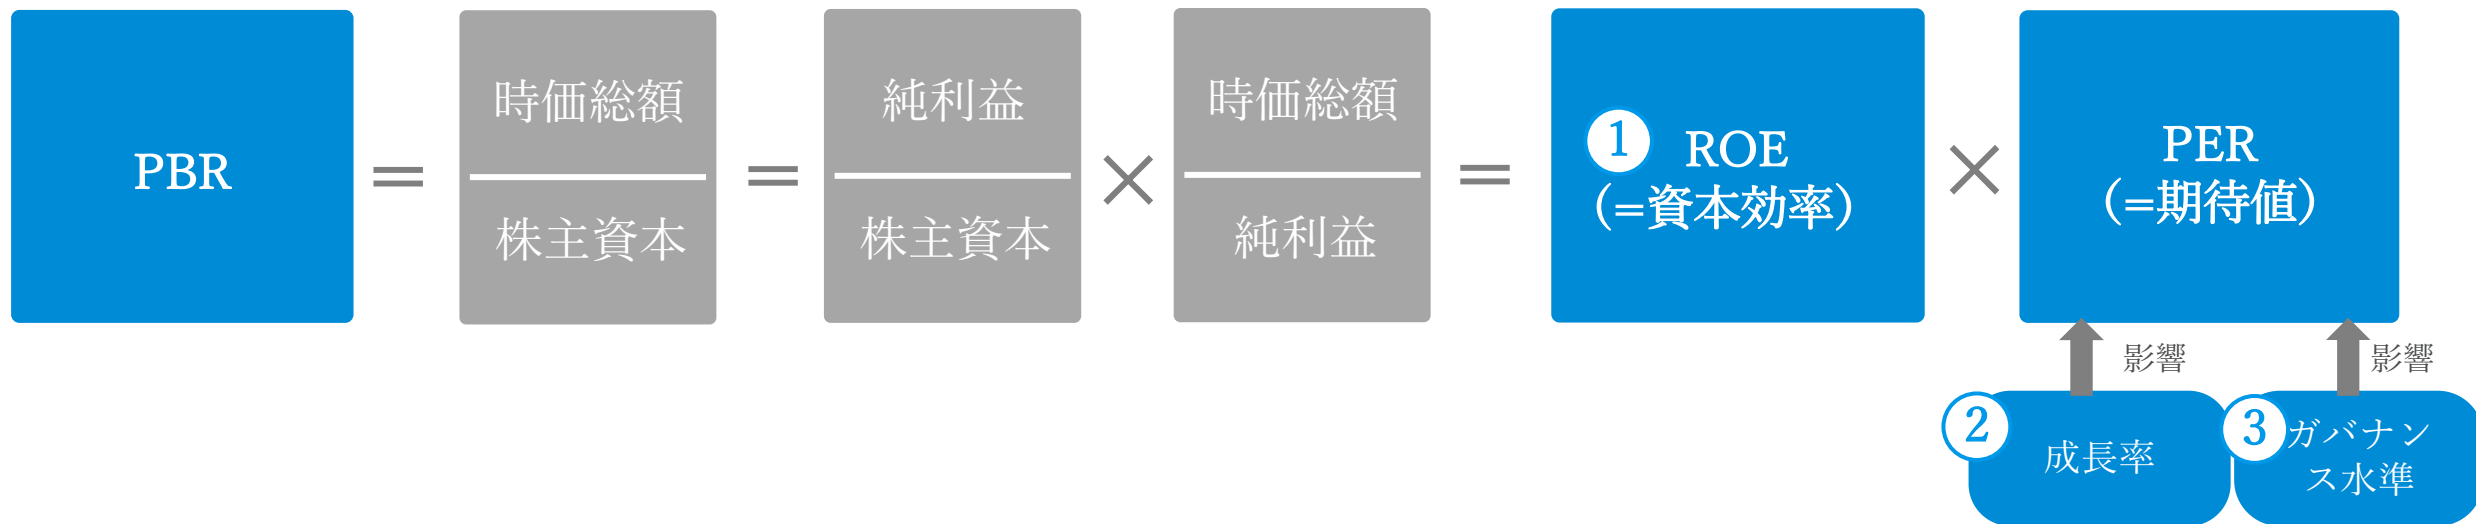 PBR
=
時価総額
株主資本
=
純利益
株主資本
×
時価総額
純利益
=
1
ROE
(=資本効率)
×
PER
(=期待値)
影響
影響
2
成長率
3
ガバナン
ス水準